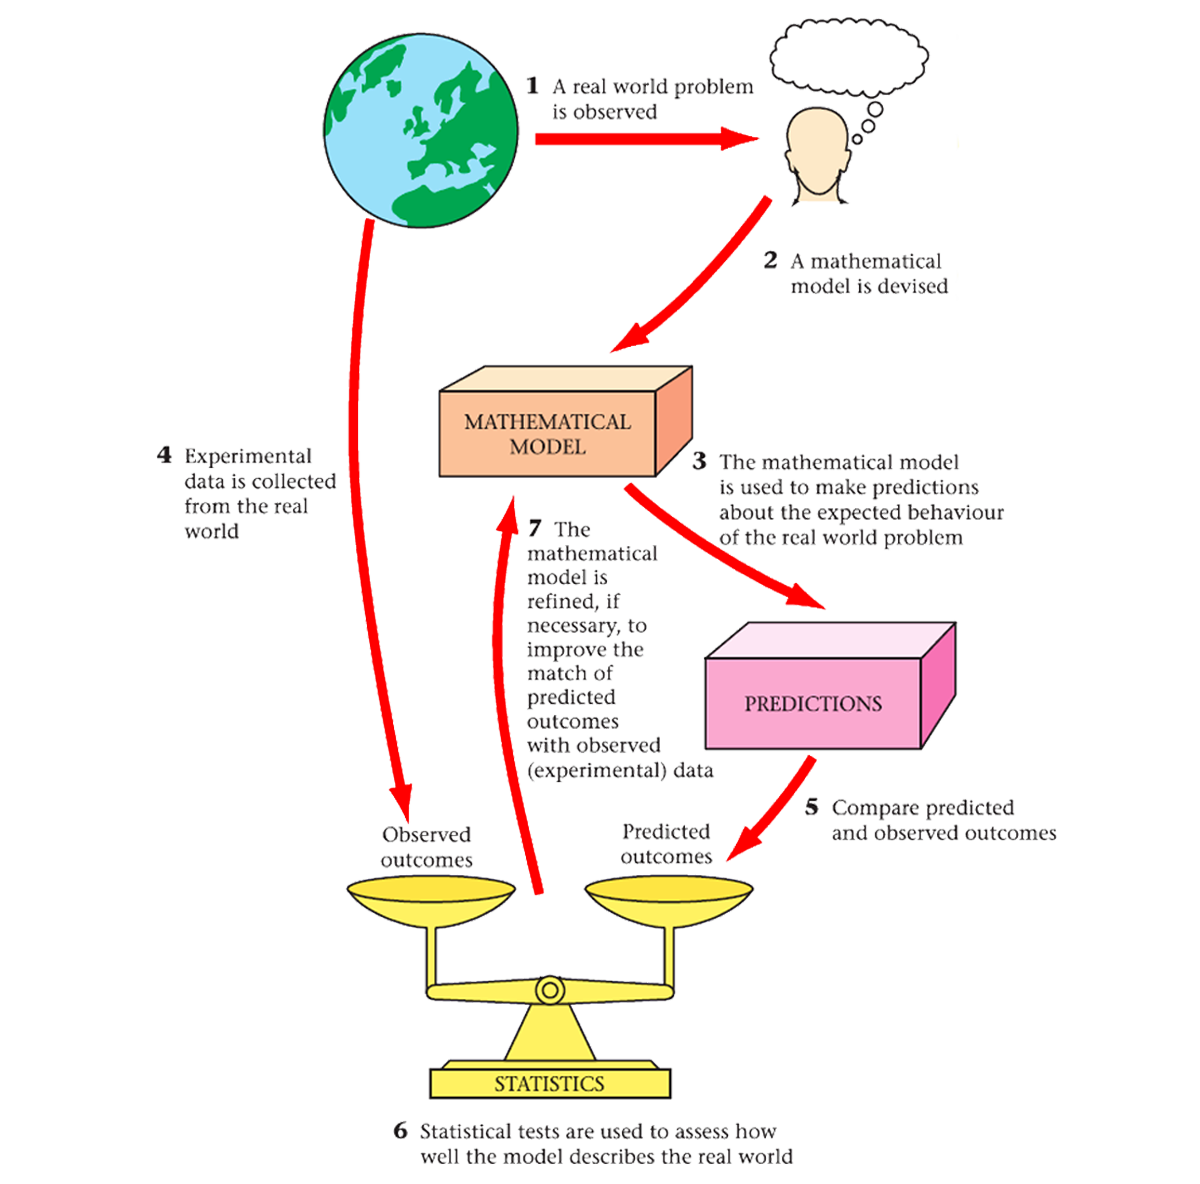 1 A real world problem
is observed
2 A mathematical
model is devised
MATHEMATICAL
MODEL
3 The mathematical model
is used to make predictions
about the expected behaviour
of the real world problem
4 Experimental
data is collected
from the real
world
7 The
mathematical
model is
refined, if
necessary, to
improve the
match of
predicted
outcomes
with observed
(experimental) data
PREDICTIONS
5 Compare predicted
and observed outcomes
Observed
outcomes
Predicted
outcomes
STATISTICS
6 Statistical tests are used to assess how
well the model describes the real world